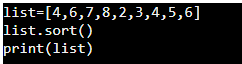 list=[4,6,7,8,2,3,4,5,6]
list.sort()
print(list)